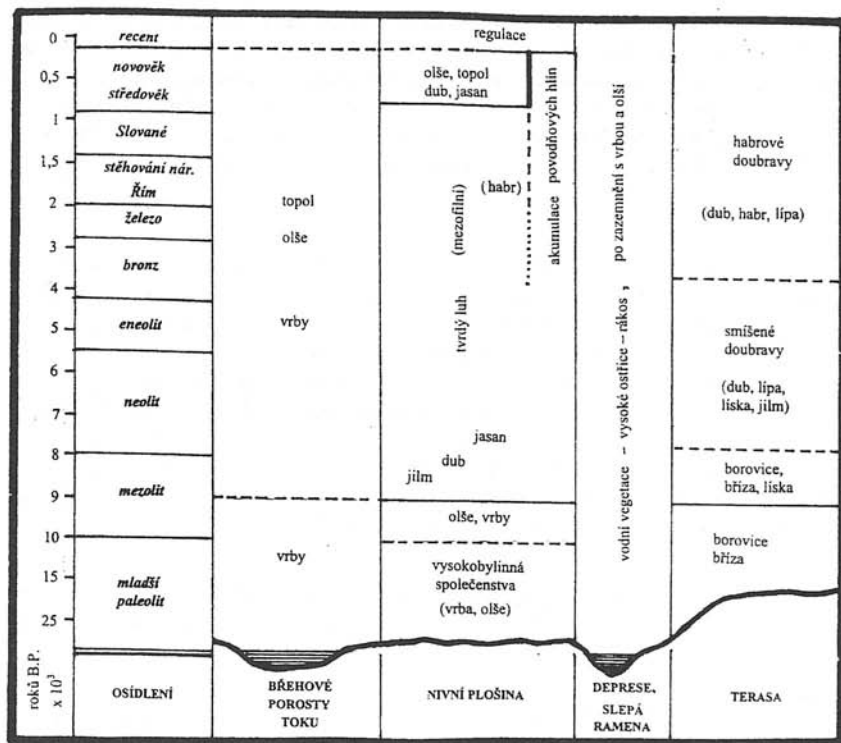 0
0,5
1
1,5
2
3
4
5
6
7
8
9
10
15
25
roků B.P.
x 10³
recent
novověk
středověk
Slované
stěhování nár.
Řím
železo
bronz
eneolit
neolit
mezolit
mladší
paleolit
OSÍDLENÍ
topol
olše
vrby
vrby
BŘEHOVÉ
POROSTY
TOKU
regulace
olše, topol
dub, jasan
(habr)
akumulace povodňových hlín
tvrdý luh (mezofilní)
jasan
dub
jilm
olše, vrby
vysokobylinná
společenstva
(vrba, olše)
NIVNÍ PLOŠINA
vodní vegetace – vysoké ostřice – rákos, po zazemnění s vrbou a olší
DEPRESE,
SLEPÁ
RAMENA
habrové
doubravy
(dub, habr, lípa)
smíšené
doubravy
(dub, lípa,
líska, jilm)
borovice,
bříza, líska
borovice
bříza
TERASA